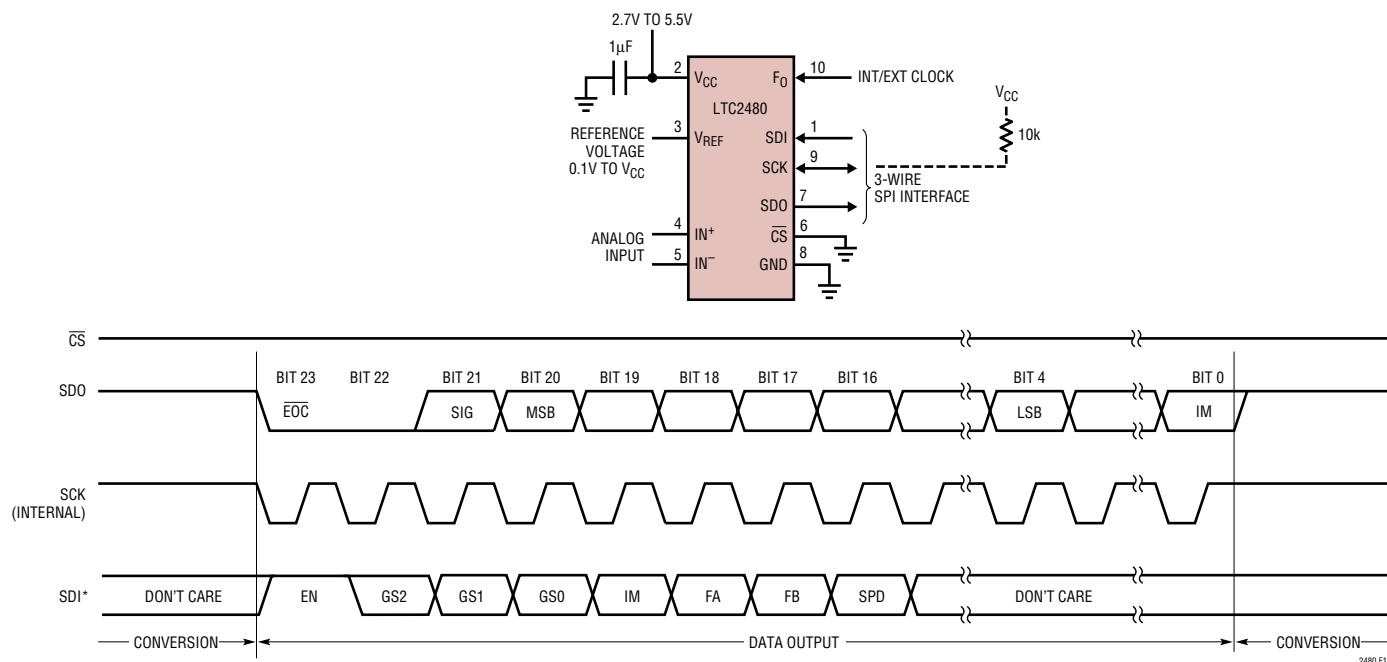 2.7V TO 5.5V
1µF
2
VCC
FO
10
INT/EXT CLOCK
LTC2480
VCC
10k
REFERENCE
VOLTAGE
0.1V TO VCC
3
VREF
SDI
1
SCK
9
3-WIRE
SPI INTERFACE
SDO
7
ANALOG
INPUT
4
IN+
CS
6
5
IN−
GND
8
CS
SDO
BIT 23
BIT 22
BIT 21
BIT 20
BIT 19
BIT 18
BIT 17
BIT 16
BIT 4
BIT 0
EOC
SIG
MSB
LSB
IM
SCK
(INTERNAL)
SDI*
DON'T CARE
EN
GS2
GS1
GS0
IM
FA
FB
SPD
DON'T CARE
CONVERSION
DATA OUTPUT
CONVERSION